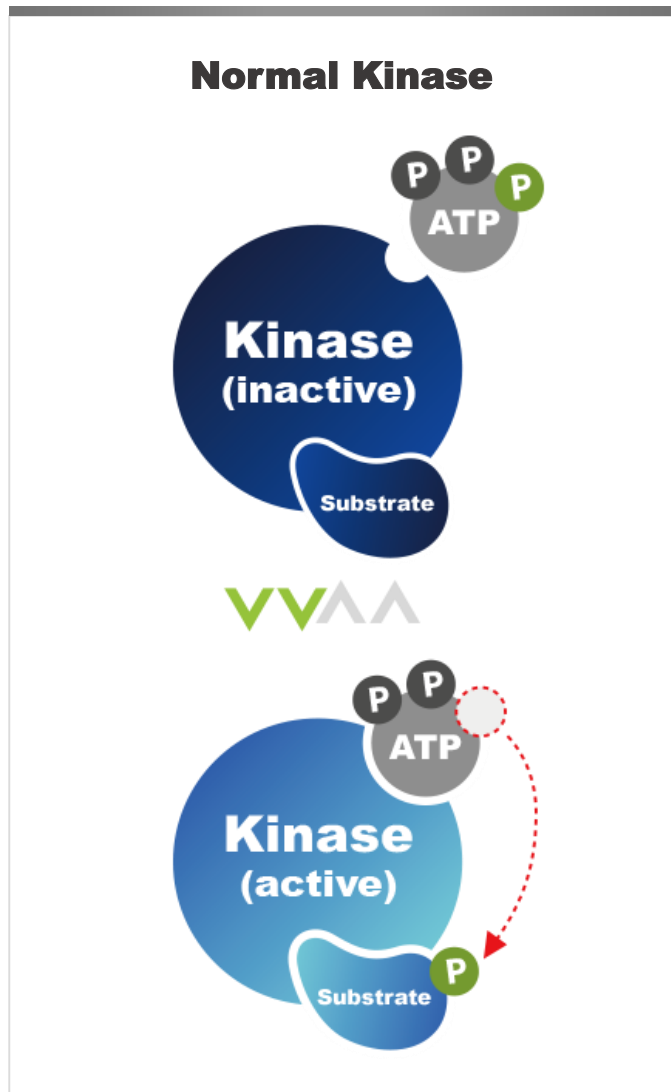 Normal Kinase
P P P
ATP
Kinase
(inactive)
Substrate
P P
ATP
Kinase
(active)
P
Substrate